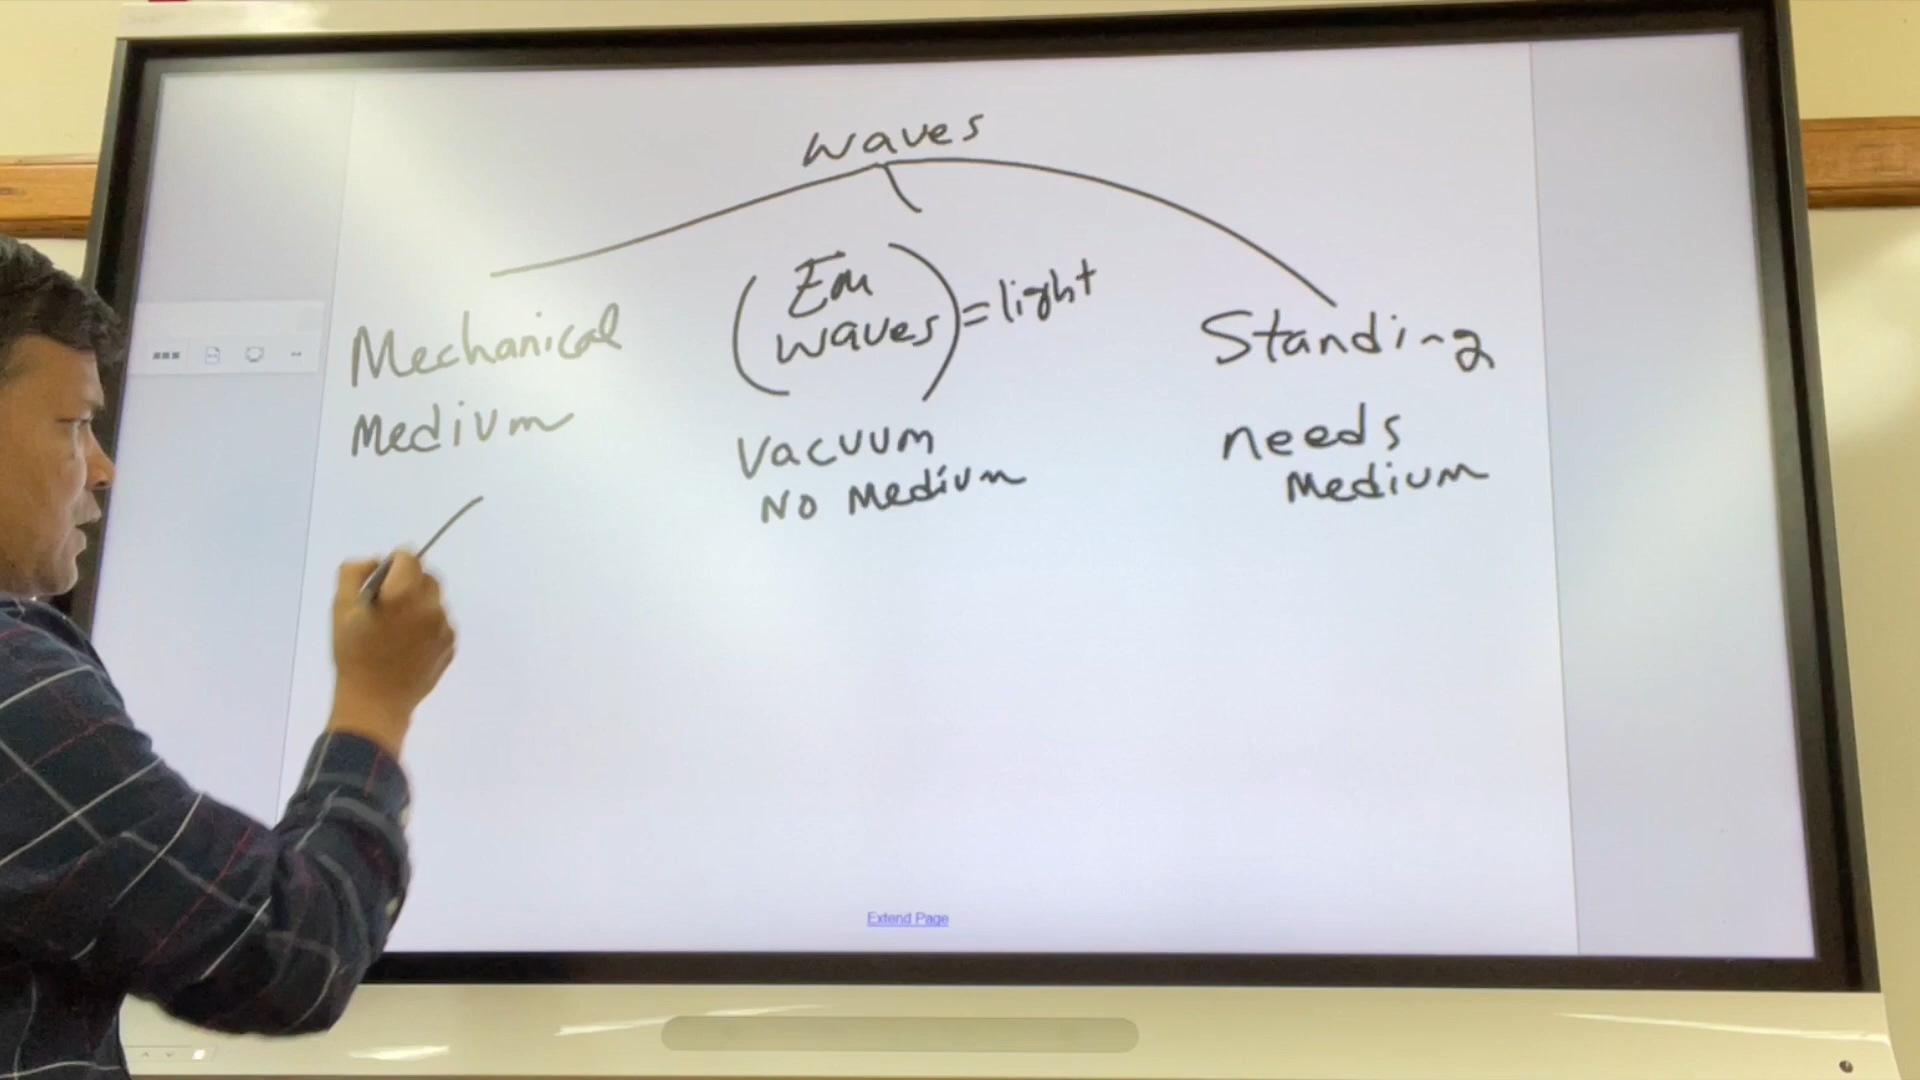 waves
Mechanical
Medium
Em
waves
= light
Vacuum
No Medium
Standing
needs
Medium
Extend Page